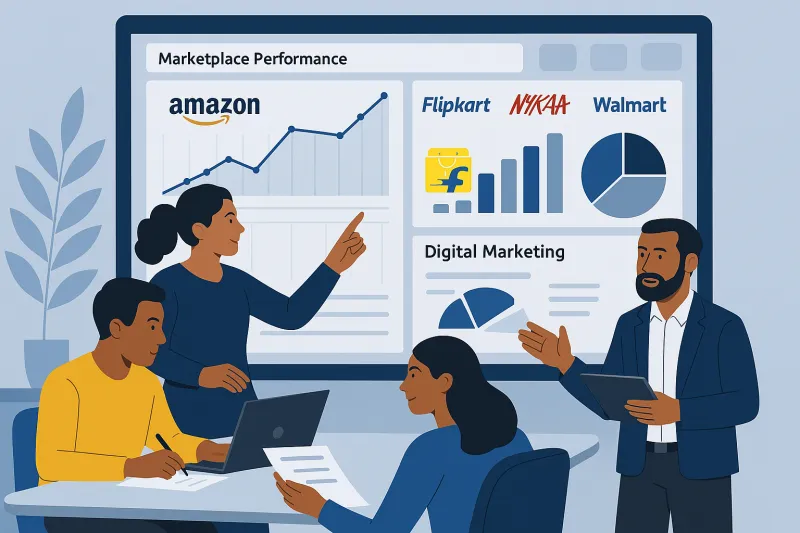 Marketplace Performance
amazon
Flipkart
NYKAA
Walmart
f
Digital Marketing